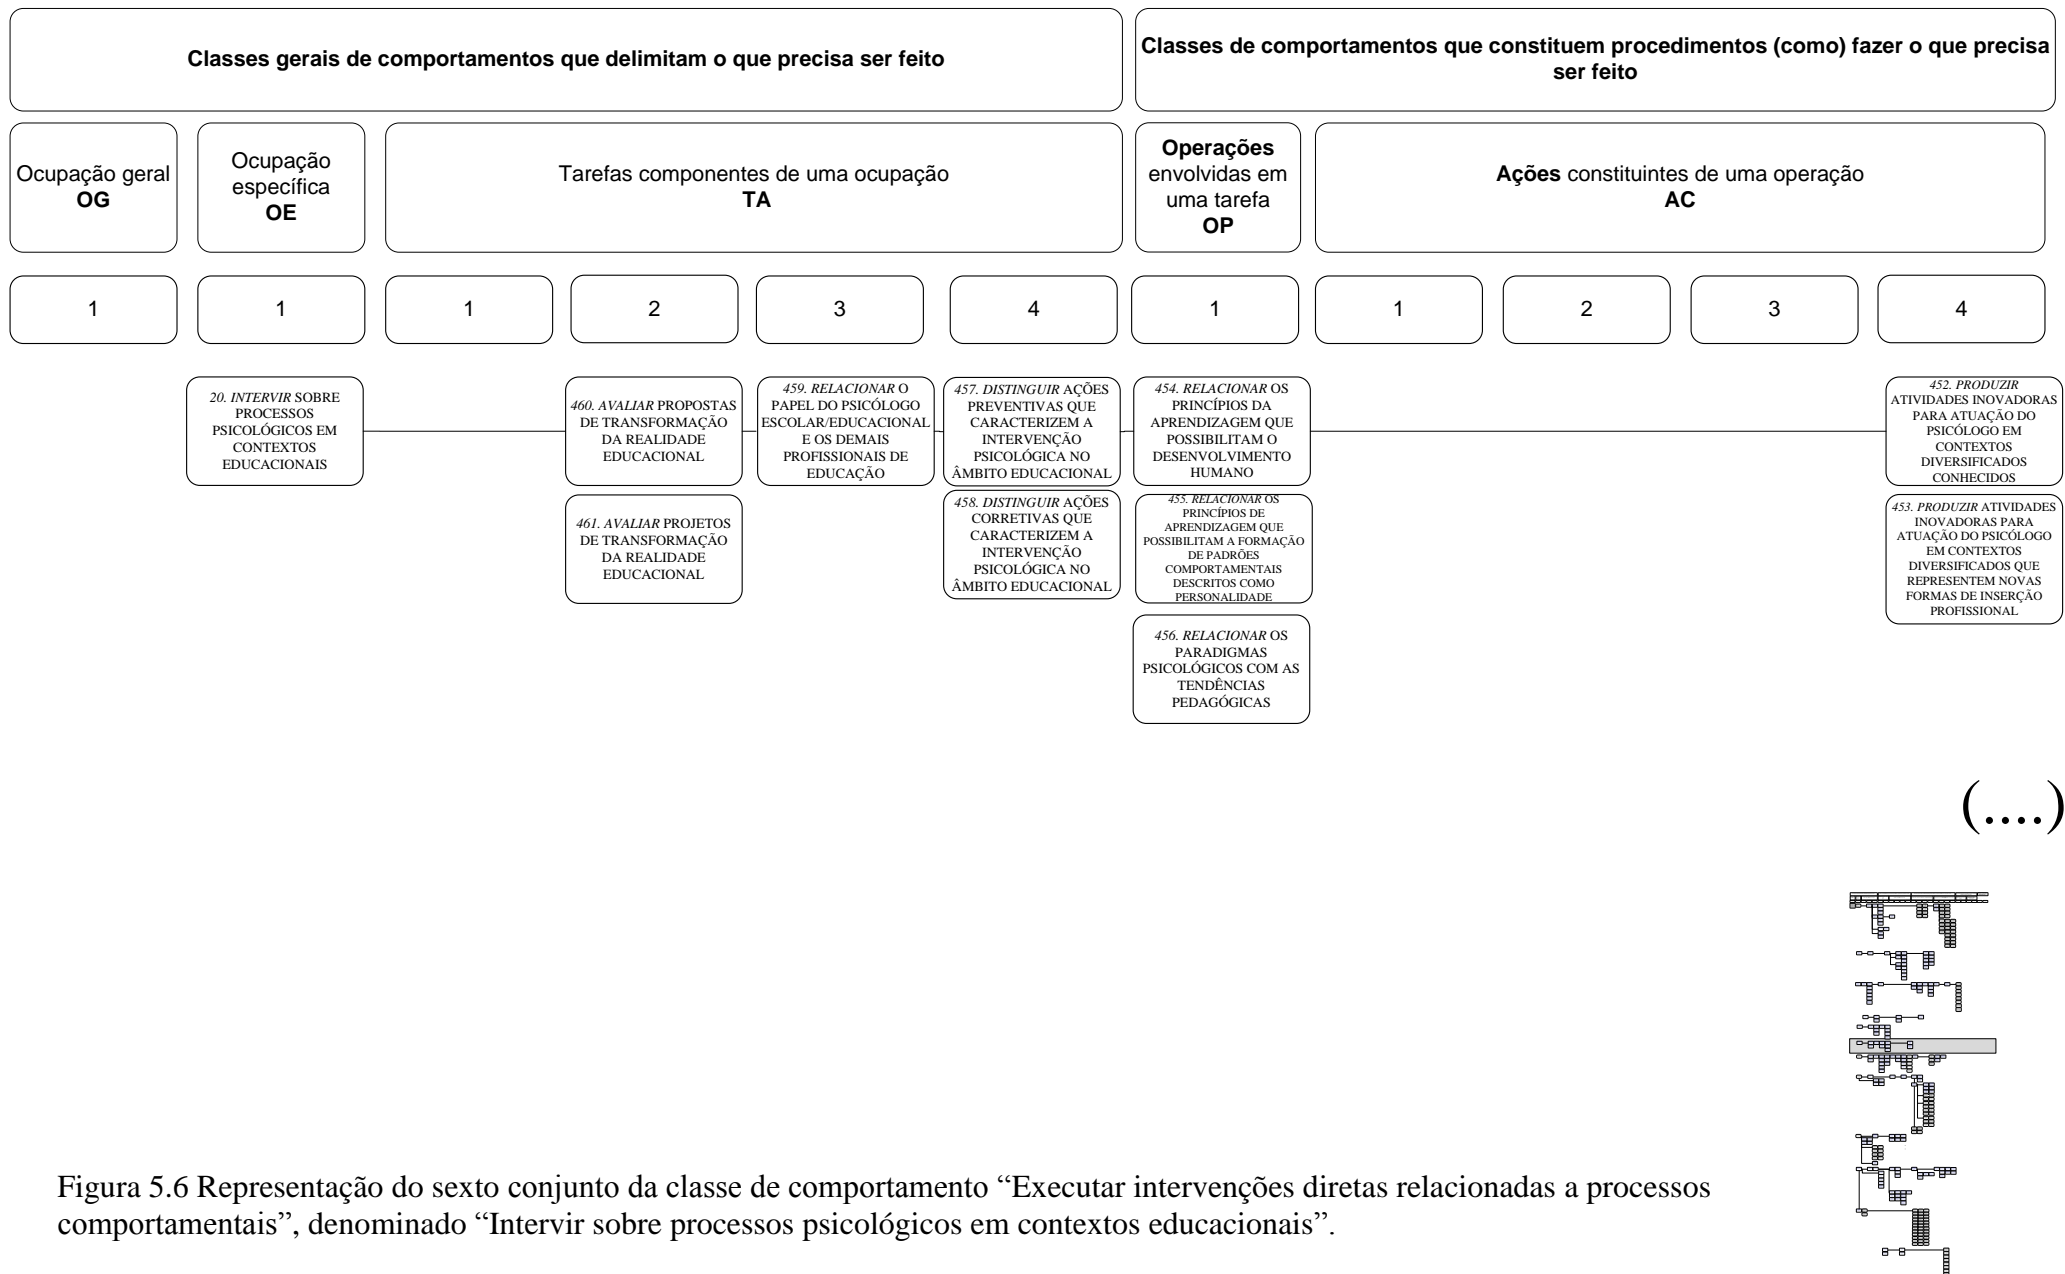 Classes gerais de comportamentos que delimitam o que precisa ser feito
Classes de comportamentos que constituem procedimentos (como) fazer o que precisa
ser feito
Ocupação geral
OG
Ocupação
específica
OE
Tarefas componentes de uma ocupação
TA
Operações
envolvidas em
uma tarefa
OP
Ações constituintes de uma operação
AC
1
1
1
2
3
4
1
1
2
3
4
20. INTERVIR SOBRE
PROCESSOS
PSICOLÓGICOS EM
CONTEXTOS
EDUCACIONAIS
460. AVALIAR PROPOSTAS
DE TRANSFORMAÇÃO
DA REALIDADE
EDUCACIONAL
459. RELACIONAR O
PAPEL DO PSICÓLOGO
ESCOLAR/EDUCACIONAL
E OS DEMAIS
PROFISSIONAIS DE
EDUCAÇÃO
457. DISTINGUIR AÇÕES
PREVENTIVAS QUE
CARACTERIZEM A
INTERVENÇÃO
PSICOLÓGICA NO
ÂMBITO EDUCACIONAL
454. RELACIONAR OS
PRINCÍPIOS DA
APRENDIZAGEM QUE
POSSIBILITAM O
DESENVOLVIMENTO
HUMANO
452. PRODUZIR
ATIVIDADES INOVADORAS
PARA ATUAÇÃO DO
PSICÓLOGO EM
CONTEXTOS
DIVERSIFICADOS
CONHECIDOS
461. AVALIAR PROJETOS
DE TRANSFORMAÇÃO
DA REALIDADE
EDUCACIONAL
458. DISTINGUIR AÇÕES
CORRETIVAS QUE
CARACTERIZEM A
INTERVENÇÃO
PSICOLÓGICA NO
ÂMBITO EDUCACIONAL
455. RELACIONAR OS
PRINCÍPIOS DE
APRENDIZAGEM QUE
POSSIBILITAM A FORMAÇÃO
DE PADRÕES
COMPORTAMENTAIS
DESCRITOS COMO
PERSONALIDADE
453. PRODUZIR ATIVIDADES
INOVADORAS PARA
ATUAÇÃO DO PSICÓLOGO
EM CONTEXTOS
DIVERSIFICADOS QUE
REPRESENTEM NOVAS
FORMAS DE INSERÇÃO
PROFISSIONAL
456. RELACIONAR OS
PARADIGMAS
PSICOLÓGICOS COM AS
TENDÊNCIAS
PEDAGÓGICAS
(....)
Figura 5.6 Representação do sexto conjunto da classe de comportamento “Executar intervenções diretas relacionadas a processos
comportamentais”, denominado “Intervir sobre processos psicológicos em contextos educacionais”.